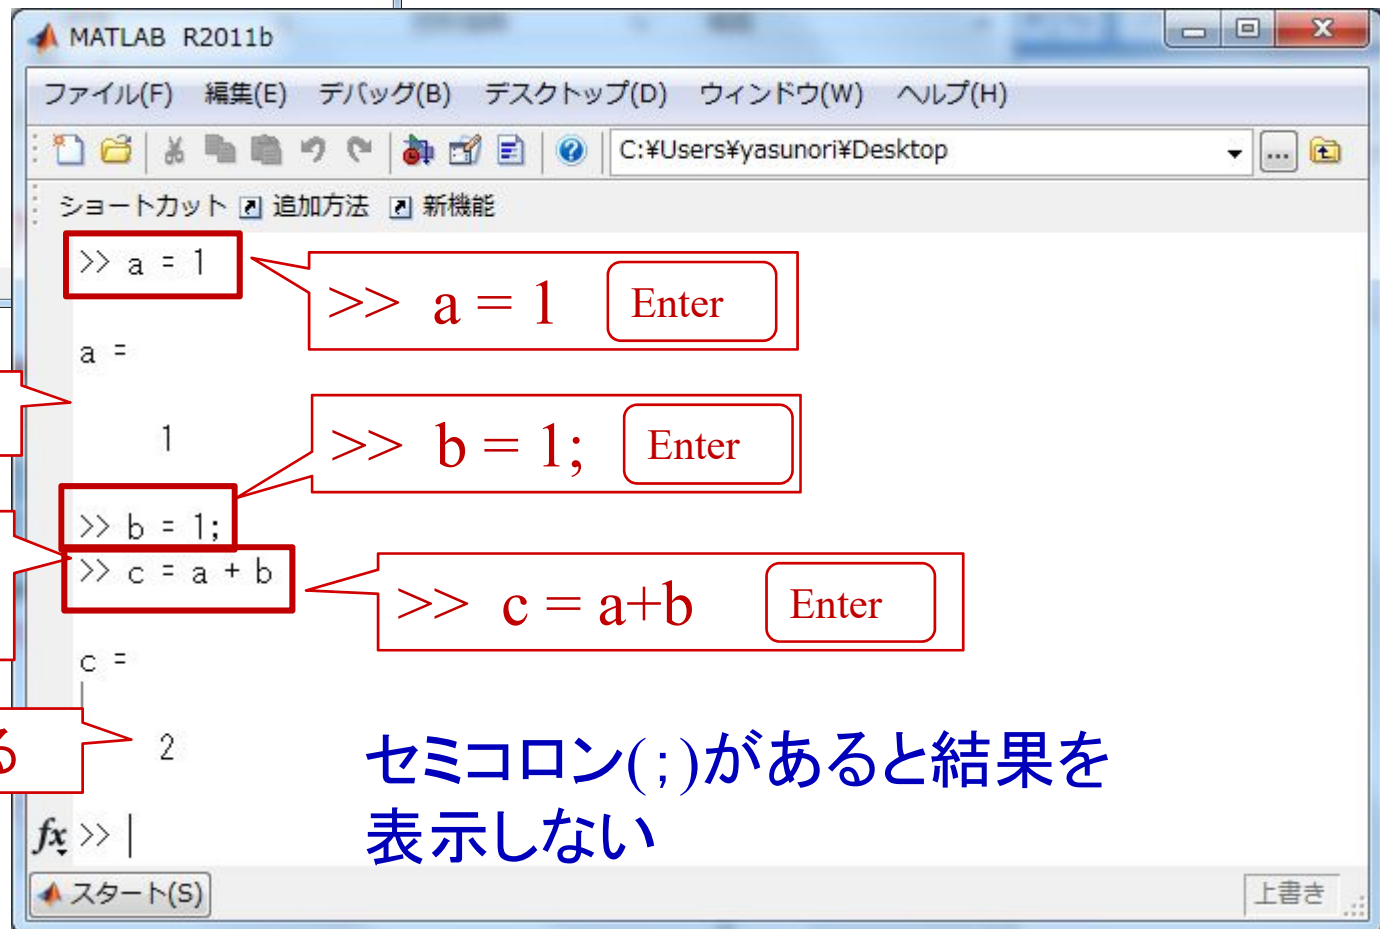 MATLAB R2011b
ファイル(F) 編集(E) デバッグ(B) デスクトップ(D) ウィンドウ(W) ヘルプ(H)
C:¥Users¥yasunori¥Desktop
ショートカット 追加方法 新機能
>> a = 1
>> a = 1 Enter
a =
1
>> b = 1; Enter
>> b = 1;
>> c = a + b
>> c = a+b Enter
c =
る
2
セミコロン(;)があると結果を
表示しない
fx >>
スタート(S)
上書き